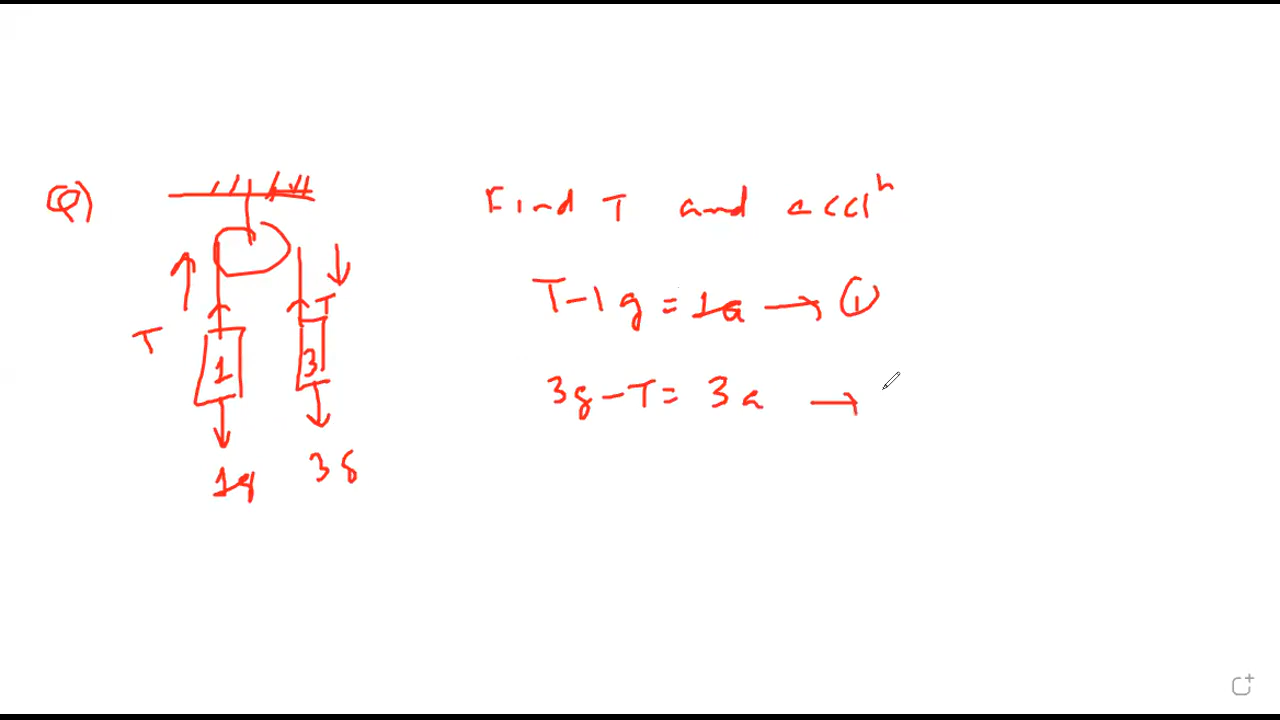 Q)
Find T and accl^n
T
T
1
3
1g
3g
T-1g = 1a → ①
3g-T= 3a →